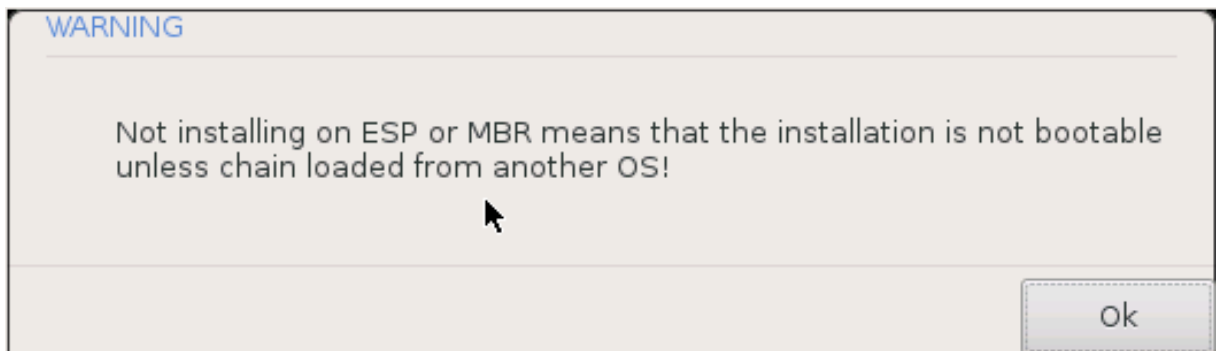 WARNING
Not installing on ESP or MBR means that the installation is not bootable
unless chain loaded from another OS!
Ok